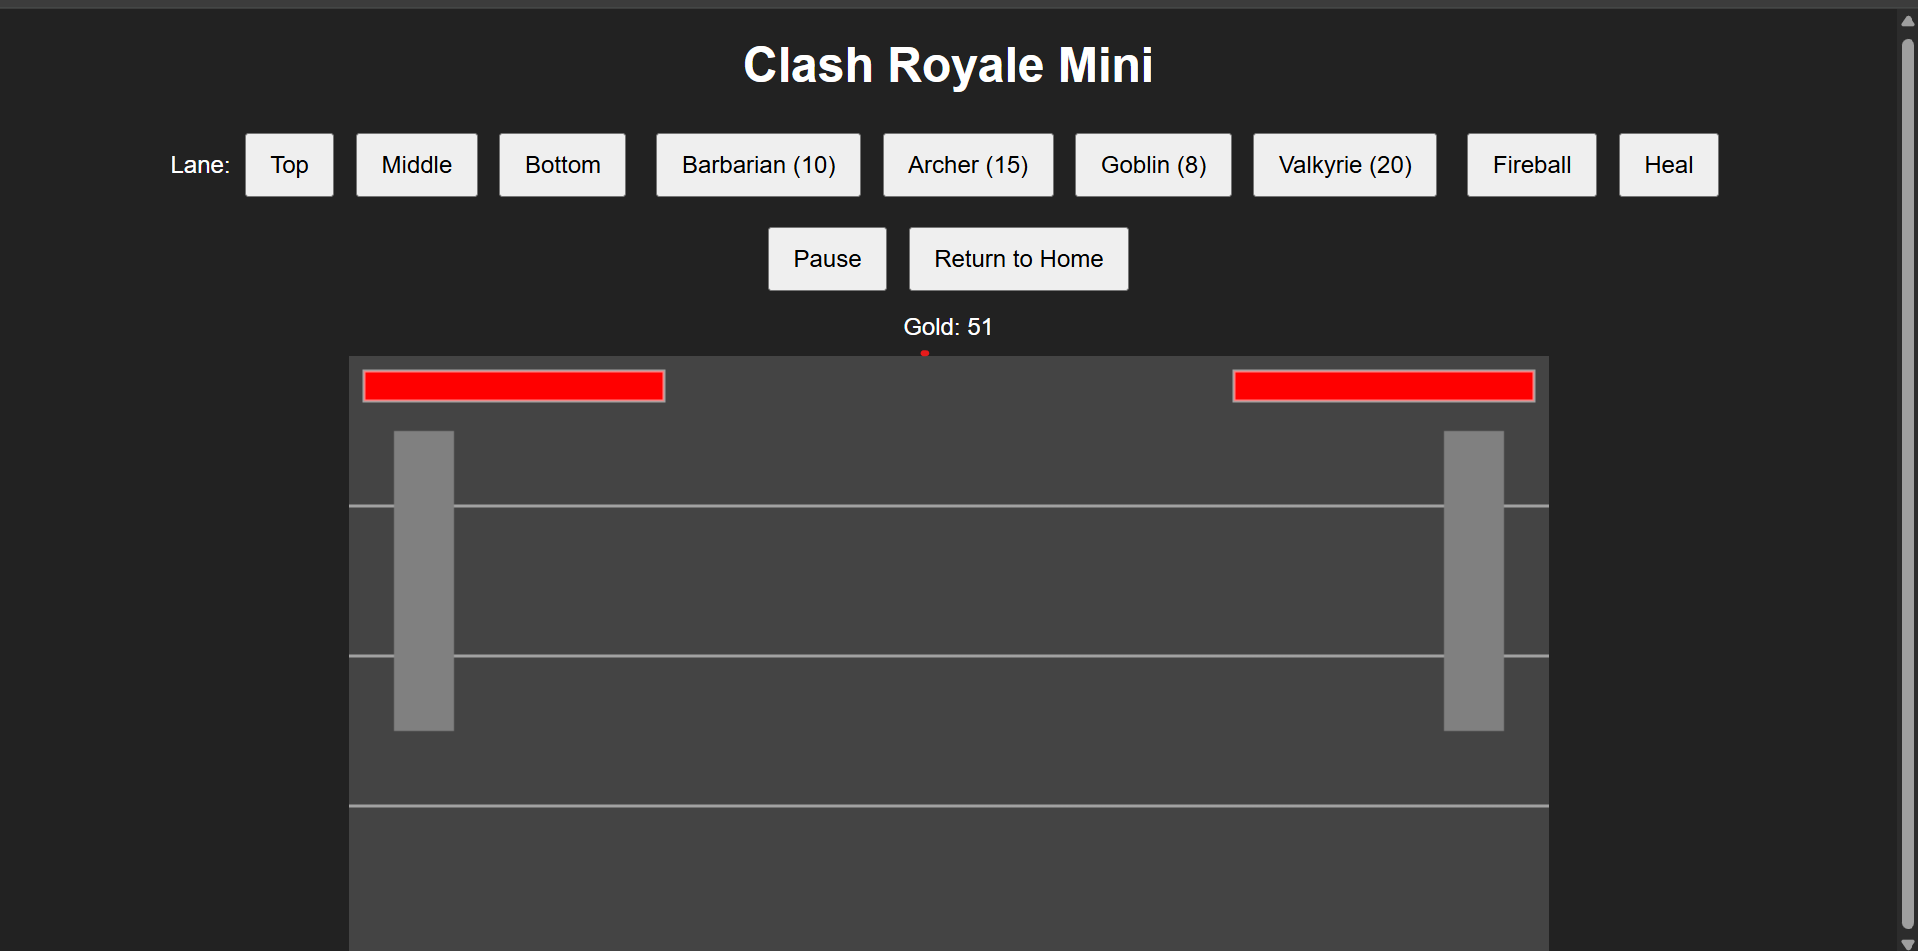 Clash Royale Mini
Lane: Top Middle Bottom Barbarian (10) Archer (15) Goblin (8) Valkyrie (20) Fireball Heal
Pause Return to Home
Gold: 51